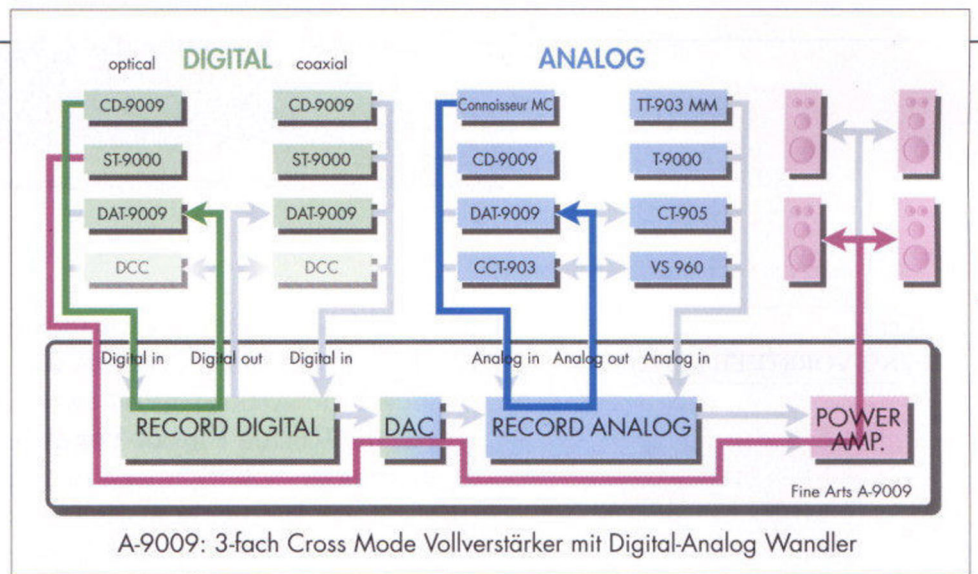 DIGITAL
ANALOG
optical
coaxial
CD-9009
CD-9009
Connoisseur MC
TT-903 MM
ST-9000
ST-9000
CD-9009
T-9000
DAT-9009
DAT-9009
DAT-9009
CT-905
DCC
DCC
CCT-903
VS 960
Digital in
Digital out
Digital in
Analog in
Analog out
Analog in
RECORD DIGITAL
DAC
RECORD ANALOG
POWER
AMP.
Fine Arts A-9009
A-9009: 3-fach Cross Mode Vollverstärker mit Digital-Analog Wandler